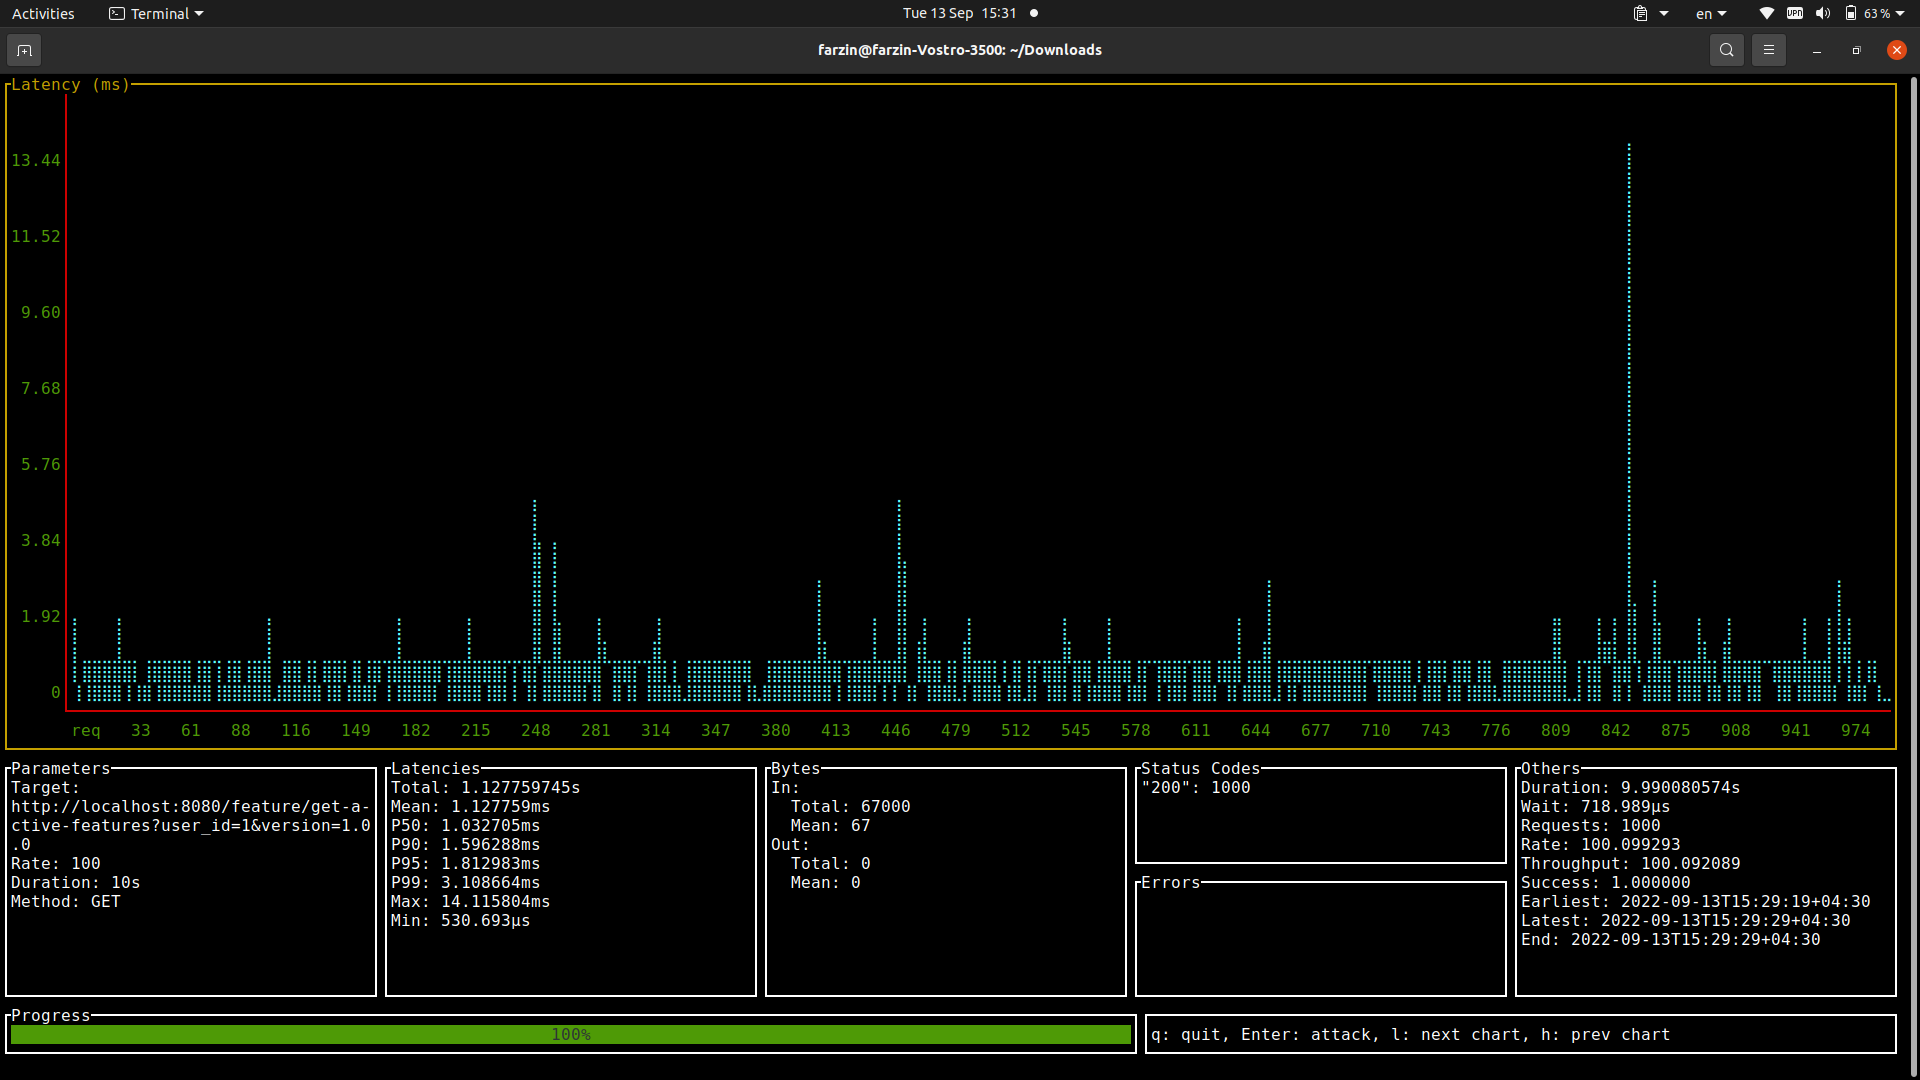 Activities
Terminal
Tue 13 Sep 15:31
en
VPN
63 %
farzin@farzin-Vostro-3500: ~/Downloads
Latency (ms)
13.44
11.52
9.60
7.68
5.76
3.84
1.92
0
req 33 61 88 116 149 182 215 248 281 314 347 380 413 446 479 512 545 578 611 644 677 710 743 776 809 842 875 908 941 974
Parameters
Target:
http://localhost:8080/feature/get-a-
ctive-features?user_id=1&version=1.0
.0
Rate: 100
Duration: 10s
Method: GET
Latencies
Total: 1.127759745s
Mean: 1.127759ms
P50: 1.032705ms
P90: 1.596288ms
P95: 1.812983ms
P99: 3.108664ms
Max: 14.115804ms
Min: 530.693µs
Bytes
In:
Total: 67000
Mean: 67
Out:
Total: 0
Mean: 0
Status Codes
"200": 1000
Errors
Others
Duration: 9.990080574s
Wait: 718.989µs
Requests: 1000
Rate: 100.099293
Throughput: 100.092089
Success: 1.000000
Earliest: 2022-09-13T15:29:19+04:30
Latest: 2022-09-13T15:29:29+04:30
End: 2022-09-13T15:29:29+04:30
Progress
100%
q: quit, Enter: attack, l: next chart, h: prev chart